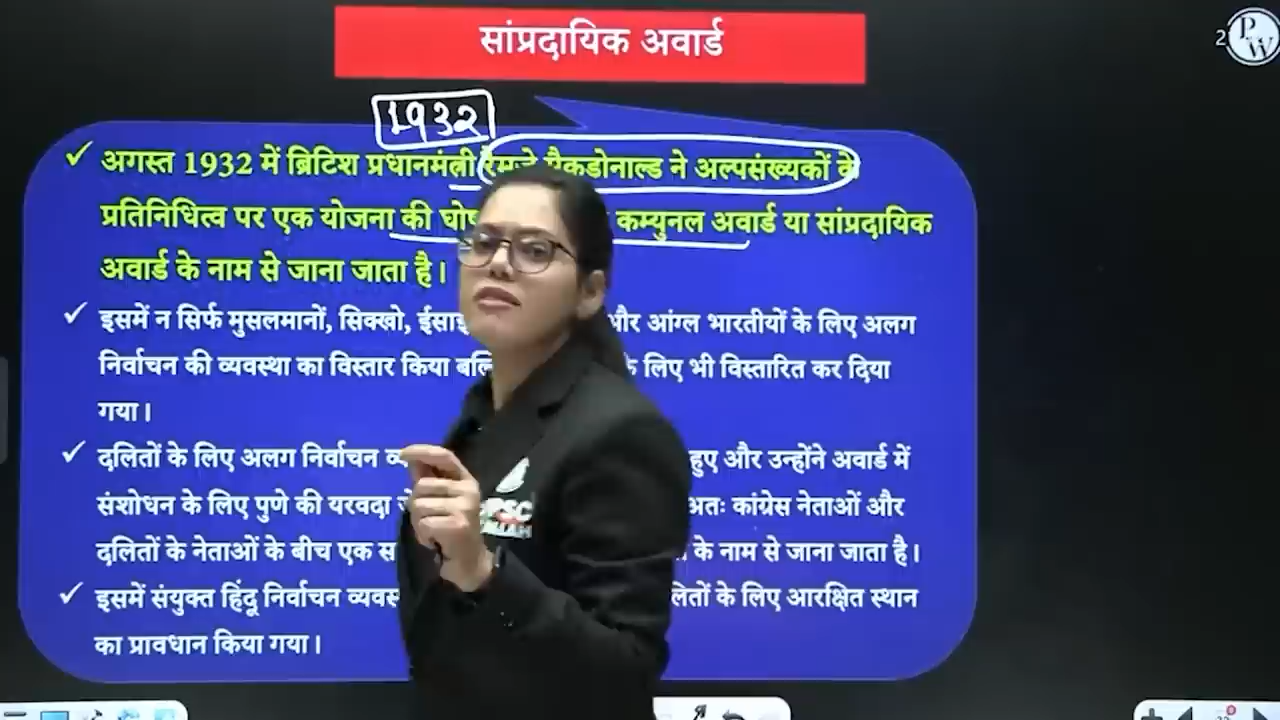 सांप्रदायिक अवार्ड
2
PW
1932
✓ अगस्त 1932 में ब्रिटिश प्रधानमंत्री मैकडोनाल्ड ने अल्पसंख्यकों के
प्रतिनिधित्व पर एक योजना की कम्युनल अवार्ड या सांप्रदायिक
अवार्ड के नाम से जाना जाता है।
✓ इसमें न सिर्फ मुसलमानों, सिक्खो, और आंग्ल भारतीयों के लिए अलग
निर्वाचन की व्यवस्था का विस्तार किया के लिए भी विस्तारित कर दिया
गया।
✓ दलितों के लिए अलग निर्वाचन हुए और उन्होंने अवार्ड में
संशोधन के लिए पुणे की यरवदा अतः कांग्रेस नेताओं और
दलितों के नेताओं के बीच एक के नाम से जाना जाता है।
✓ इसमें संयुक्त हिंदू निर्वाचन के लिए आरक्षित स्थान
का प्रावधान किया गया।